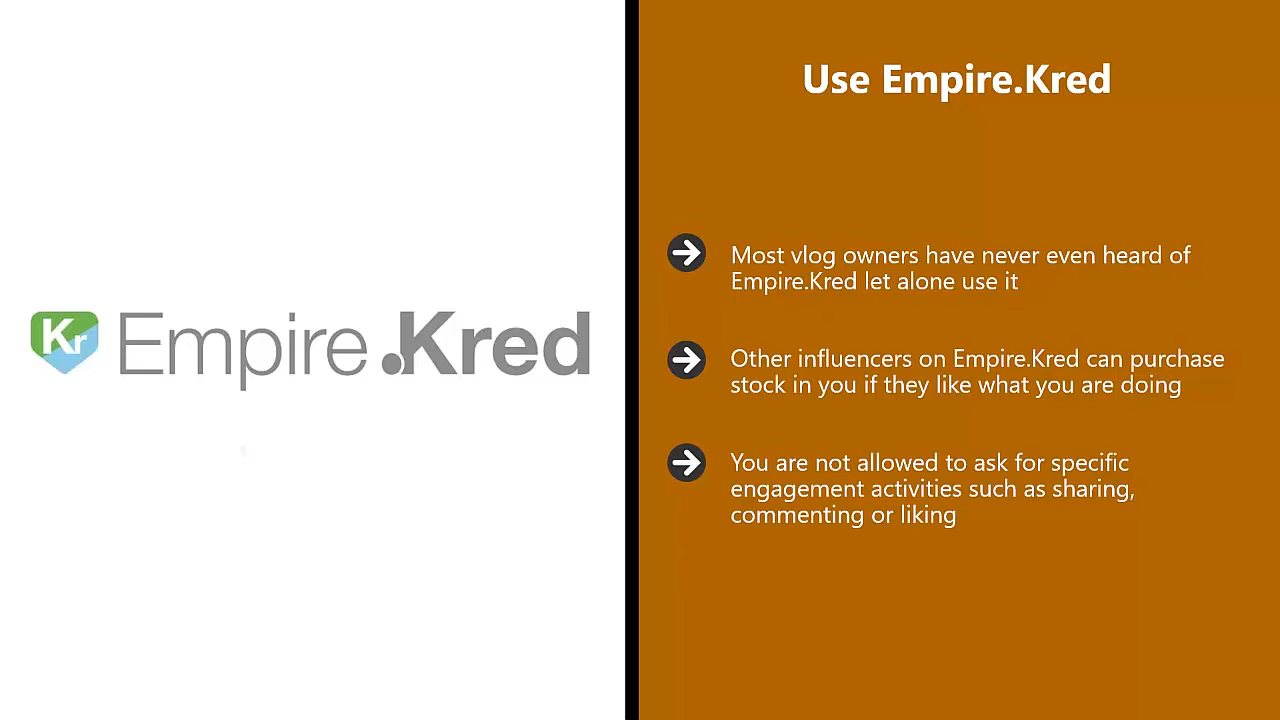 Kr Empire.Kred
Use Empire.Kred
Most vlog owners have never even heard of
Empire.Kred let alone use it
Other influencers on Empire.Kred can purchase
stock in you if they like what you are doing
You are not allowed to ask for specific
engagement activities such as sharing,
commenting or liking